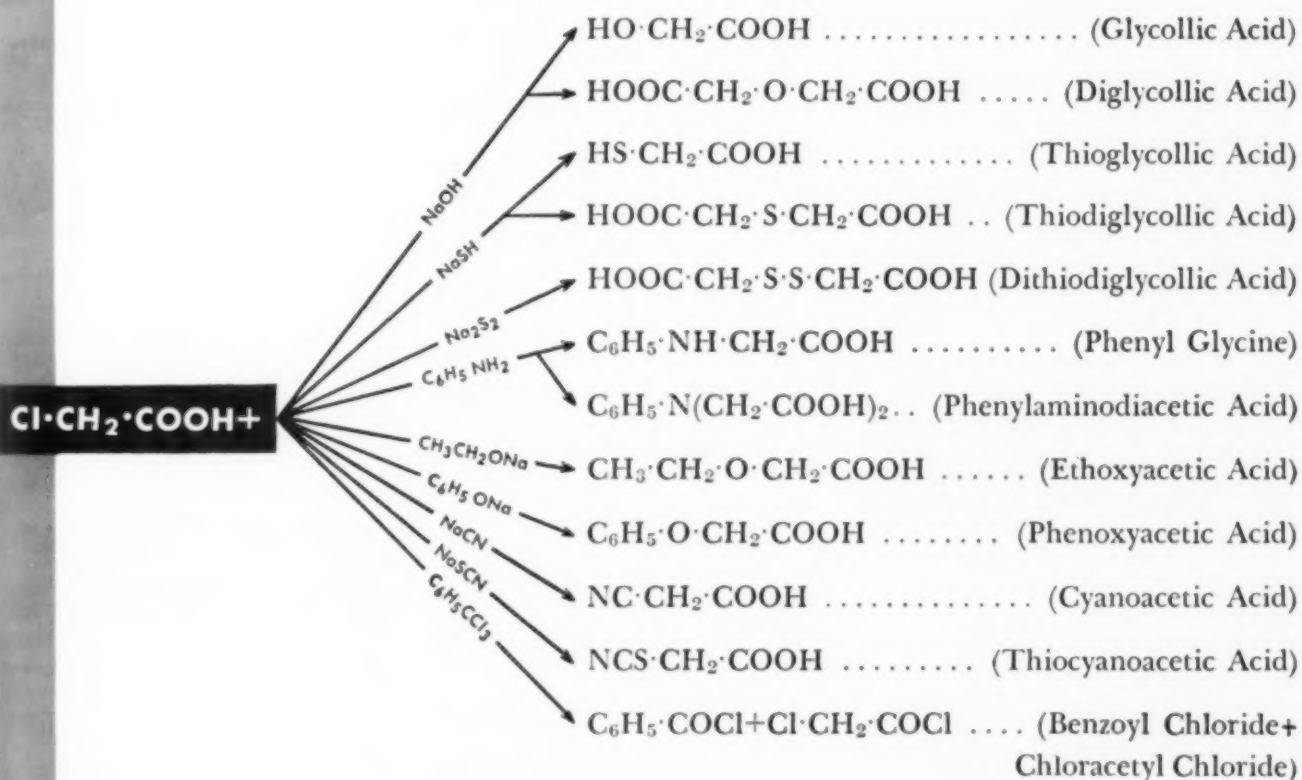 HO·CH₂·COOH .................. (Glycollic Acid)
HOOC·CH₂·O·CH₂·COOH ..... (Diglycollic Acid)
HS·CH₂·COOH ............. (Thioglycollic Acid)
HOOC·CH₂·S·CH₂·COOH .. (Thiodiglycollic Acid)
HOOC·CH₂·S·S·CH₂·COOH (Dithiodiglycollic Acid)
C₆H₅·NH·CH₂·COOH .......... (Phenyl Glycine)
C₆H₅·N(CH₂·COOH)₂.. (Phenylaminodiacetic Acid)
CH₃·CH₂·O·CH₂·COOH ...... (Ethoxyacetic Acid)
C₆H₅·O·CH₂·COOH ........ (Phenoxyacetic Acid)
NC·CH₂·COOH .............. (Cyanoacetic Acid)
NCS·CH₂·COOH ......... (Thiocyanoacetic Acid)
C₆H₅·COCl+Cl·CH₂·COCl .... (Benzoyl Chloride+
Chloracetyl Chloride)
Cl·CH₂·COOH+
NaOH
NaSH
Na₂S₂
C₆H₅NH₂
CH₃CH₂ONa
C₆H₅ONa
NaCN
NaSCN
C₆H₅CCl₃